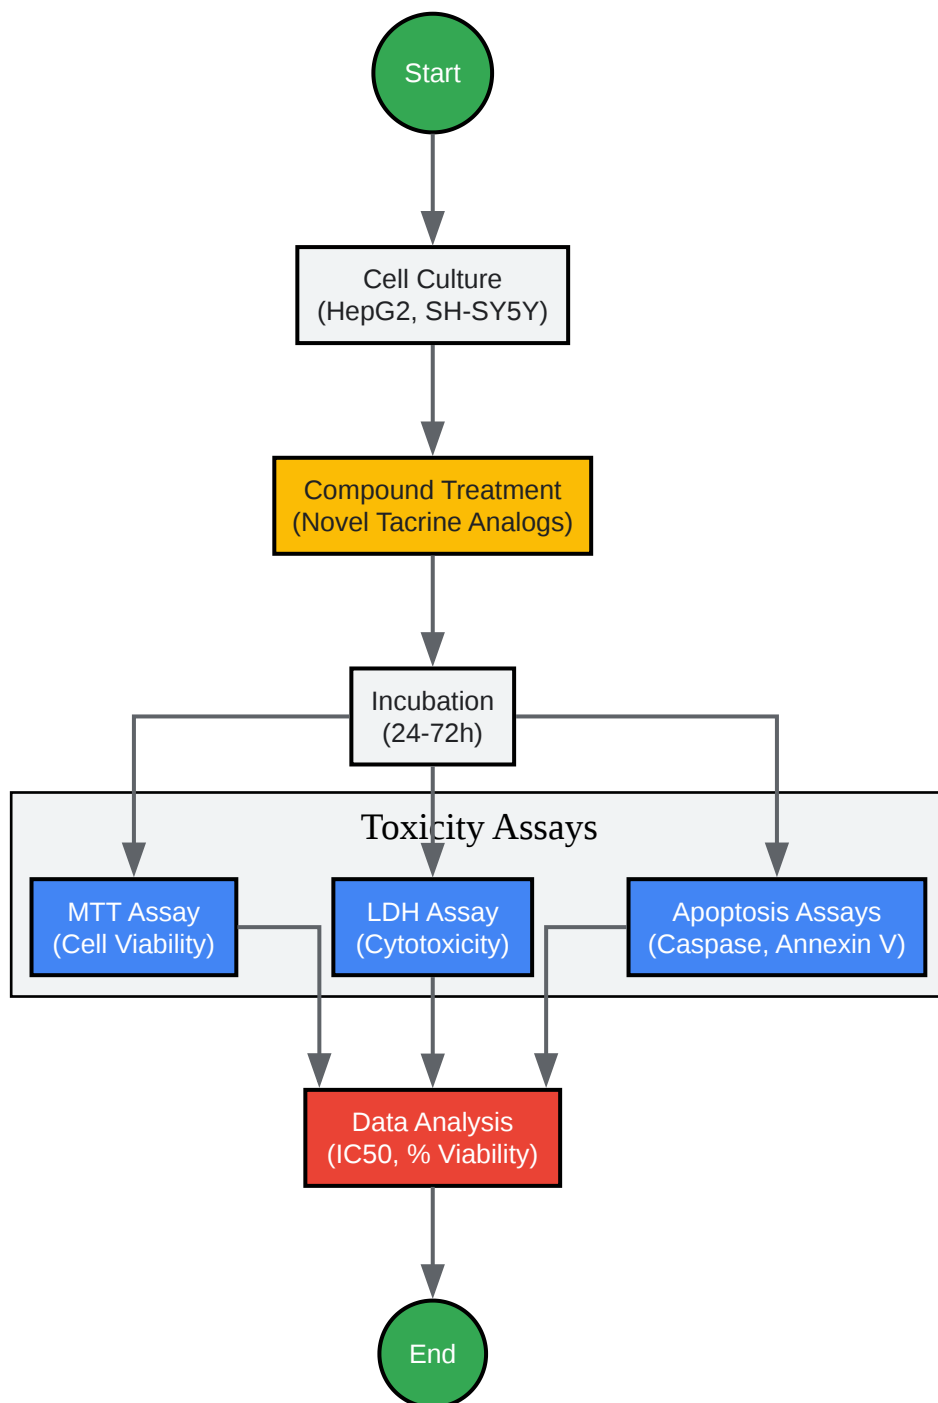 Start
Cell Culture
(HepG2, SH-SY5Y)
Compound Treatment
(Novel Tacrine Analogs)
Incubation
(24-72h)
Toxicity Assays
MTT Assay
(Cell Viability)
LDH Assay
(Cytotoxicity)
Apoptosis Assays
(Caspase, Annexin V)
Data Analysis
(IC50, % Viability)
End